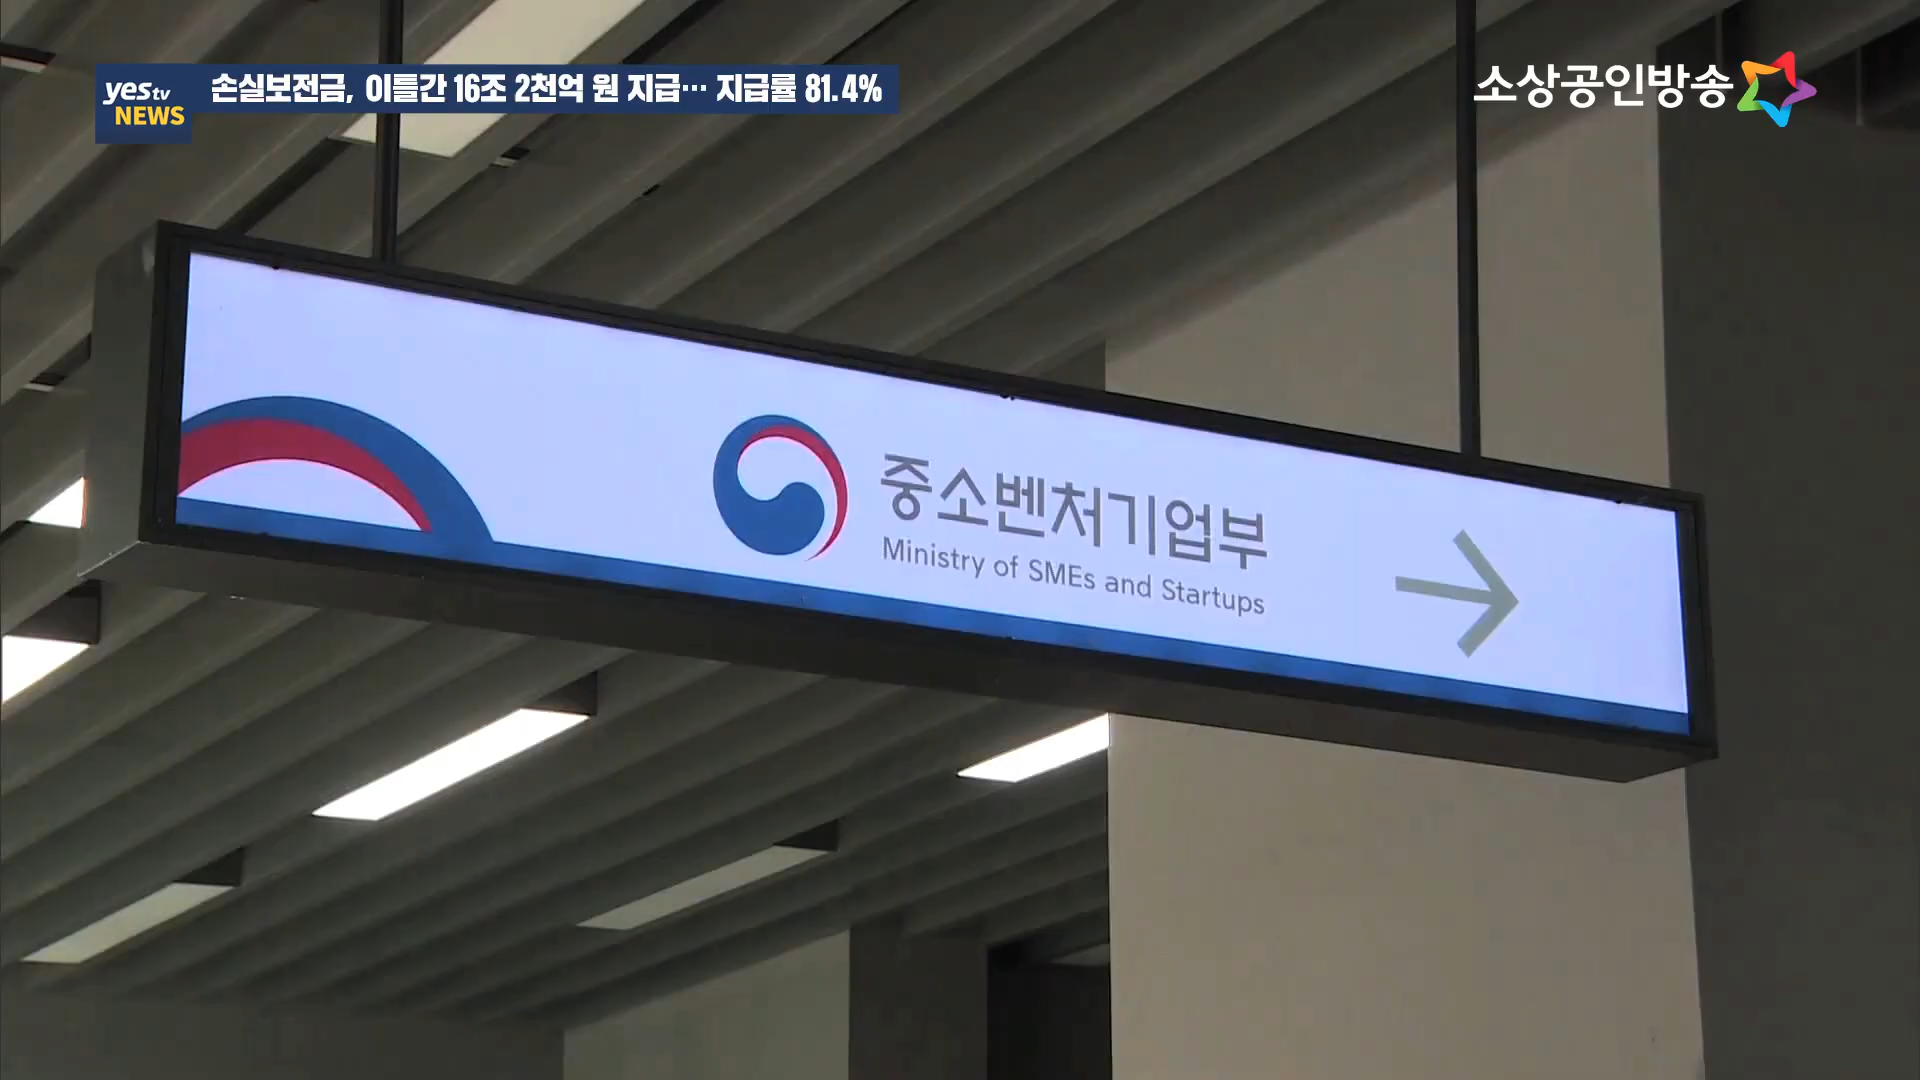 yestv
NEWS
손실보전금, 이틀간 16조 2천억 원 지급… 지급률 81.4%
소상공인방송
중소벤처기업부
Ministry of SMEs and Startups